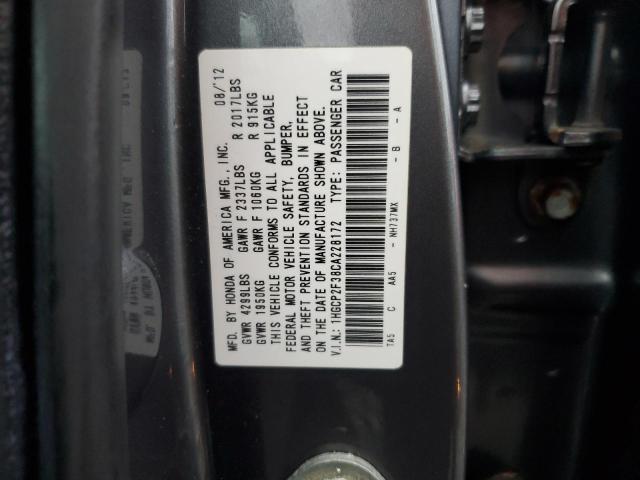 MFD. BY HONDA OF AMERICA MFG., INC. 08/12
GVWR 4299LBS GAWR F 2337LBS R 2017LBS
GVWR 1950KG GAWR F 1060KG R 915KG
THIS VEHICLE CONFORMS TO ALL APPLICABLE
FEDERAL MOTOR VEHICLE SAFETY, BUMPER,
AND THEFT PREVENTION STANDARDS IN EFFECT
ON THE DATE OF MANUFACTURE SHOWN ABOVE.
V.I.N.: 1HGCP2F38CA228172 TYPE: PASSENGER CAR
TA5 C AA5 - NH737MX - B - A